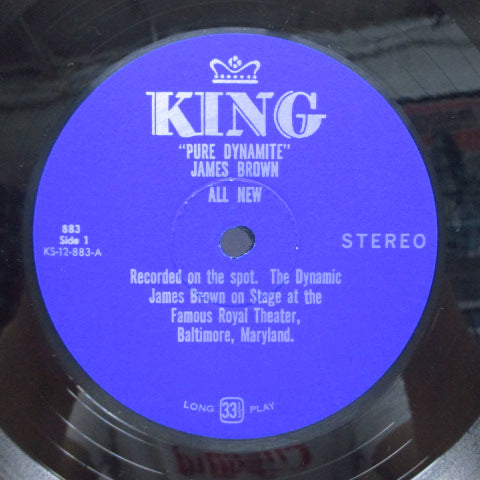 KING
"PURE DYNAMITE"
JAMES BROWN
ALL NEW
883
Side 1
KS-12-883-A
STEREO
Recorded on the spot. The Dynamic
James Brown on Stage at the
Famous Royal Theater,
Baltimore, Maryland.
LONG 33⅓ PLAY